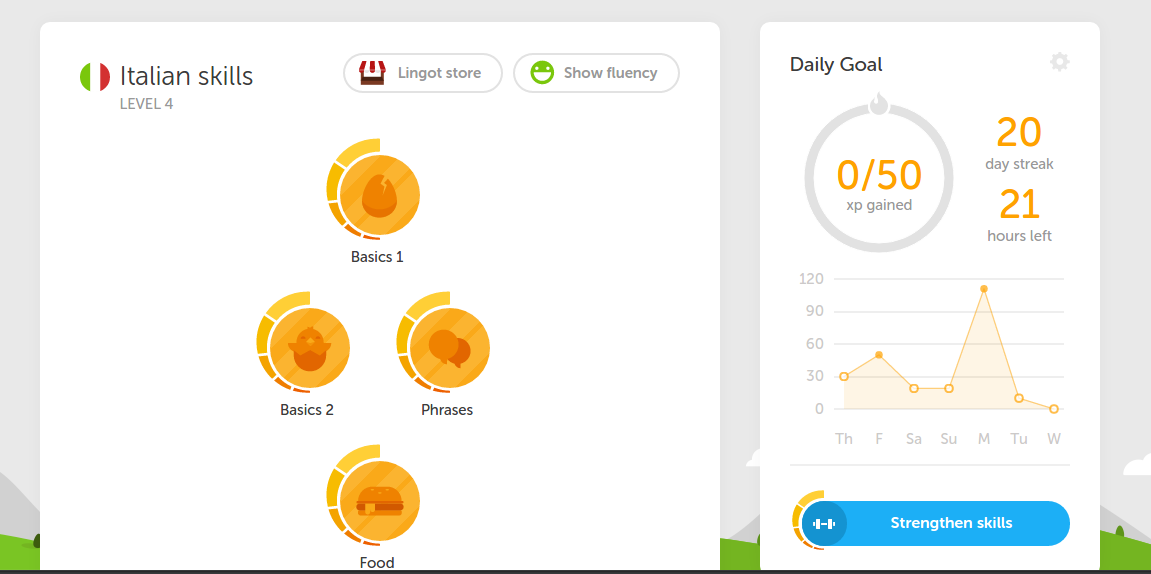 Italian skills
LEVEL 4
Lingot store
Show fluency
Basics 1
Basics 2
Phrases
Food
Daily Goal
0/50
xp gained
20
day streak
21
hours left
120
90
60
30
0
Th F Sa Su M Tu W
Strengthen skills